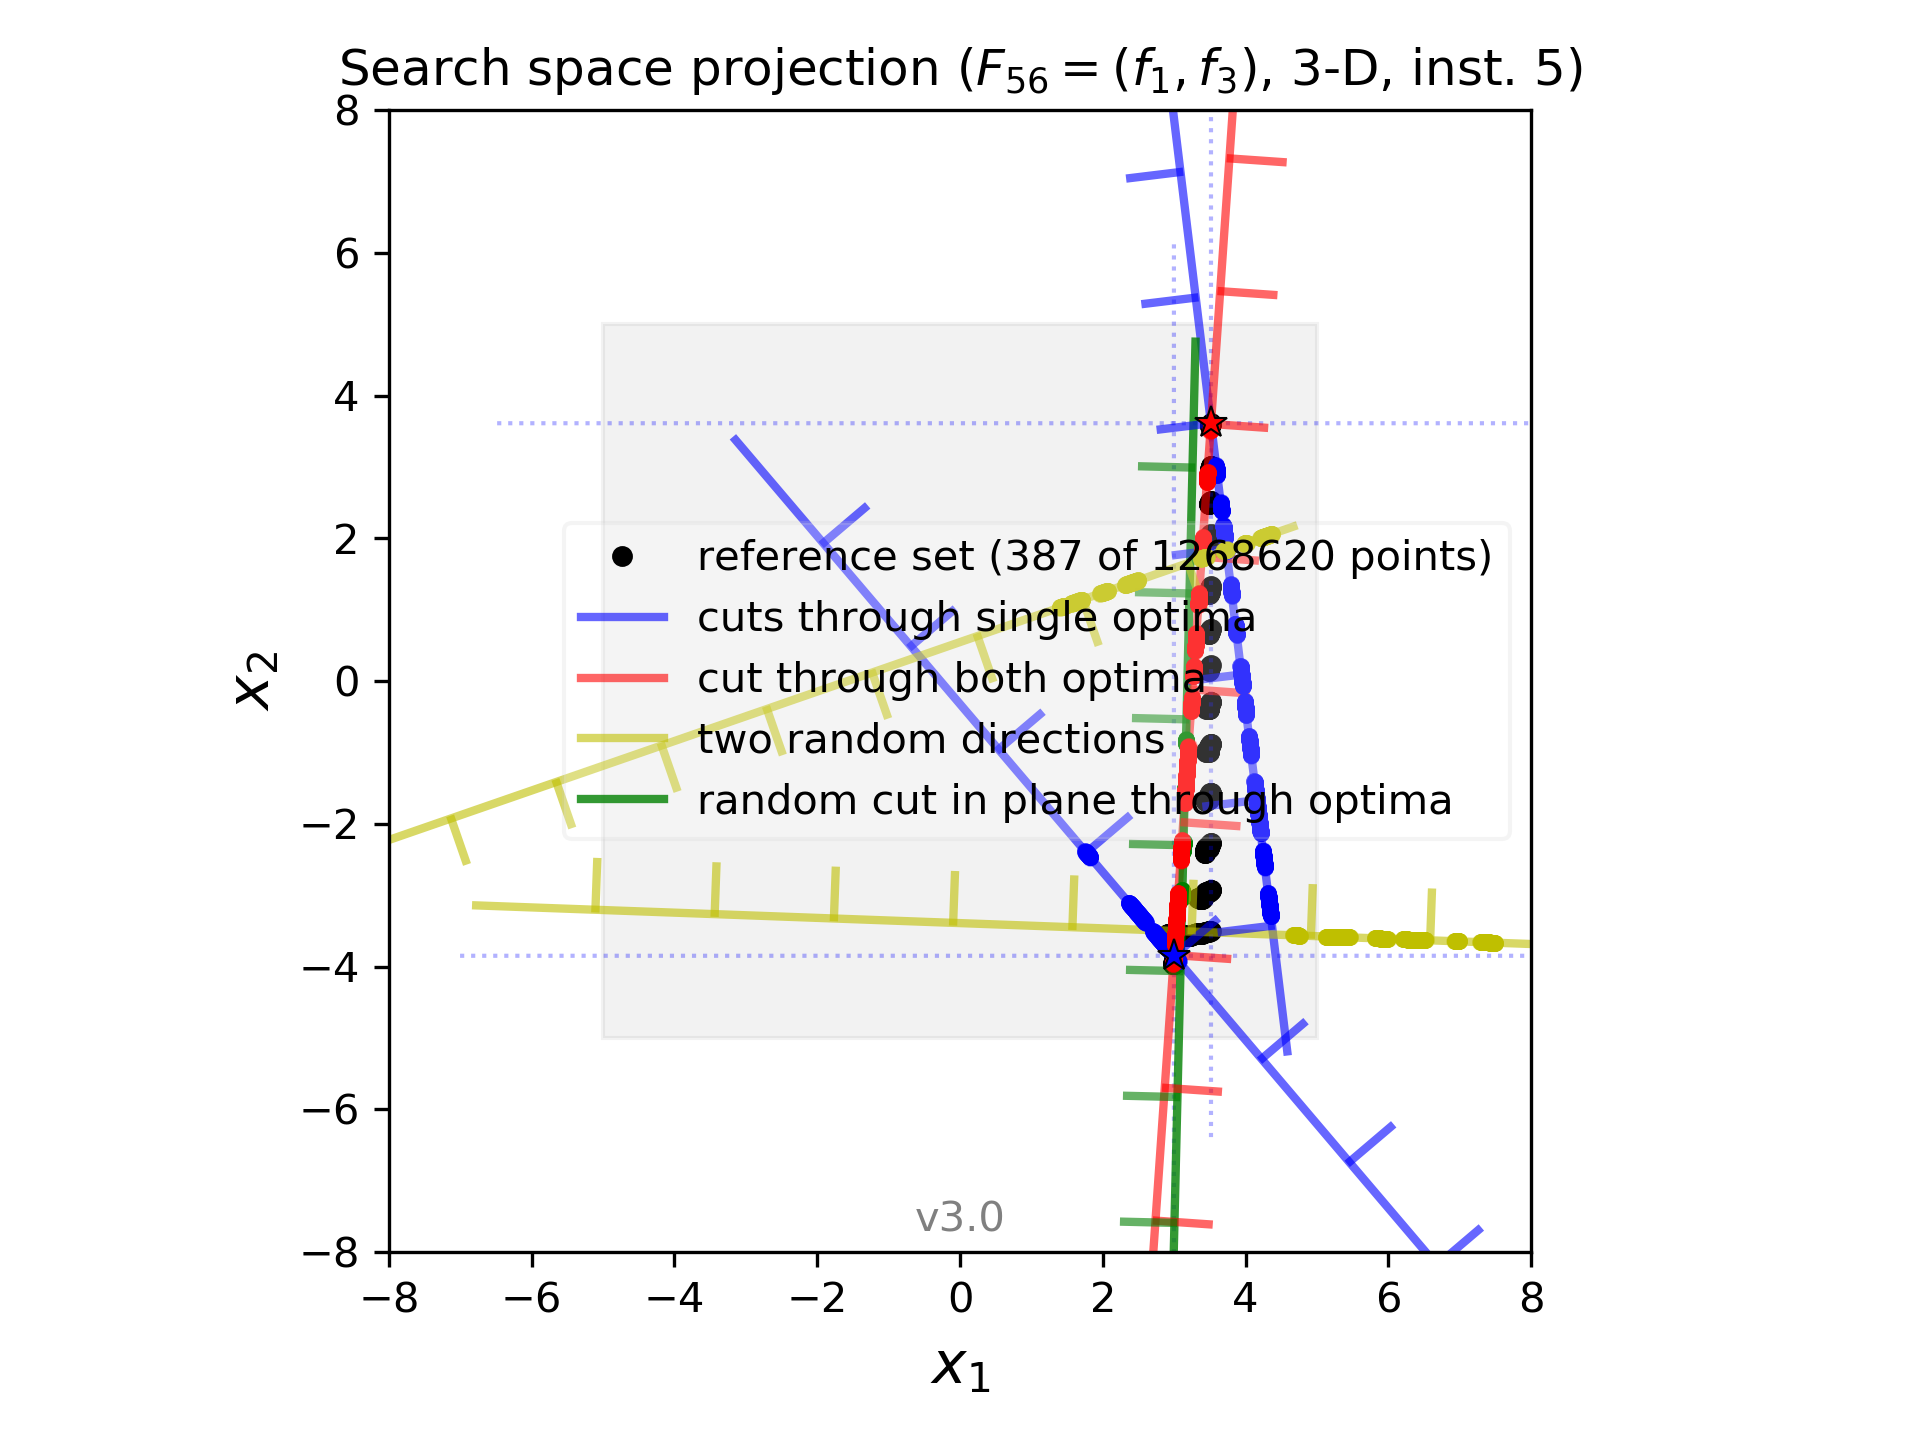 Search space projection (F56 = (f1, f3), 3-D, inst. 5)
8
6
4
2
0
−2
−4
−6
−8
x2
reference set (387 of 1268620 points)
cuts through single optima
cut through both optima
two random directions
random cut in plane through optima
v3.0
−8 −6 −4 −2 0 2 4 6 8
x1